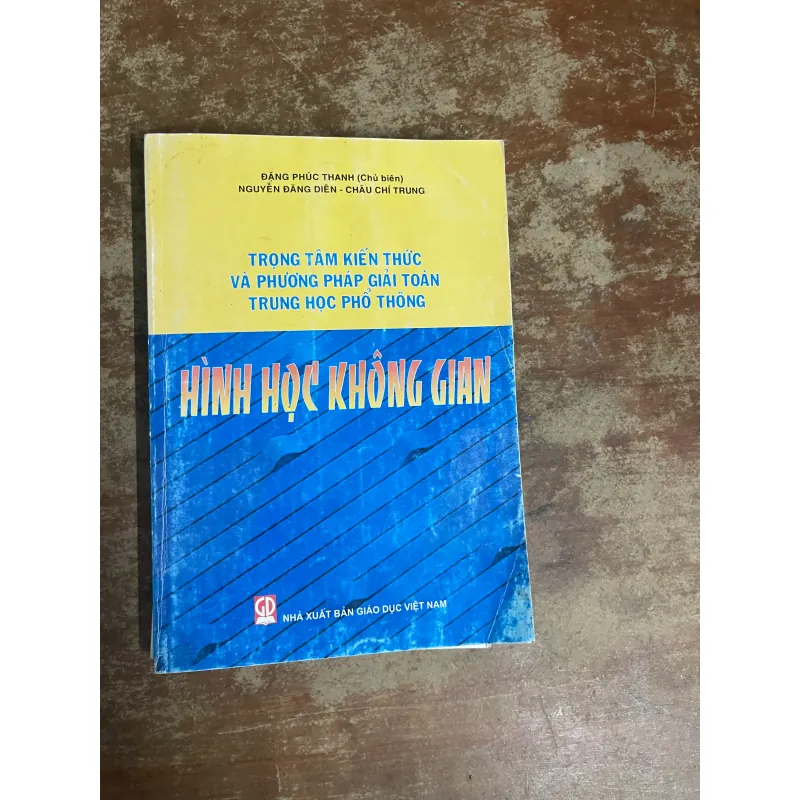 ĐẶNG PHÚC THANH (Chủ biên)
NGUYỄN ĐĂNG DIÊN - CHÂU CHÍ TRUNG
TRỌNG TÂM KIẾN THỨC
VÀ PHƯƠNG PHÁP GIẢI TOÁN
TRUNG HỌC PHỔ THÔNG
HÌNH HỌC KHÔNG GIAN
GD
NHÀ XUẤT BẢN GIÁO DỤC VIỆT NAM